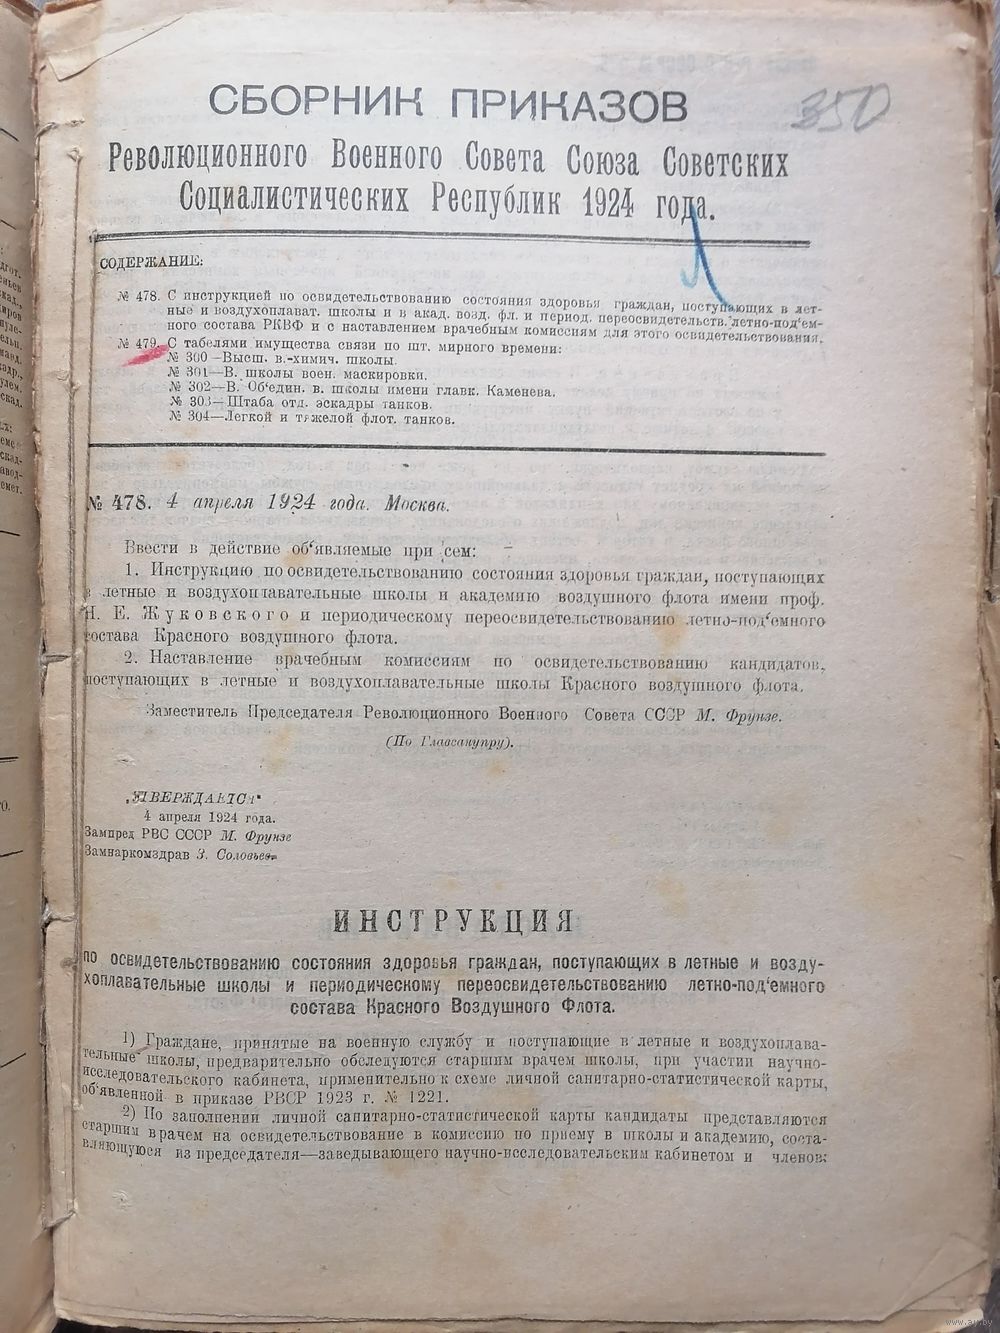 СБОРНИК ПРИКАЗОВ
350
Революционного Военного Совета Союза Советских
Социалистических Республик 1924 года.
СОДЕРЖАНИЕ:
№ 478. С инструкцией по освидетельствованию состояния здоровья граждан, поступающих в лет-
ные и воздухоплават. школы и в акад. возд. фл. и период. переосвидетельств. летно-под‘ем-
ного состава РКВФ и с наставлением врачебным комиссиям для этого освидетельствования.
№ 479. С табелями имущества связи по шт. мирного времени:
№ 300—Высш. в.-химич. школы.
№ 301—В. школы воен. маскировки.
№ 302—В. Об‘един. в. школы имени главк. Каменева.
№ 303—Штаба отд. эскадры танков.
№ 304—Легкой и тяжелой флот. танков.
№ 478. 4 апреля 1924 года. Москва.
Ввести в действие об‘являемые при сем:
1. Инструкцию по освидетельствованию состояния здоровья граждан, поступающих
в летные и воздухоплавательные школы и академию воздушного флота имени проф.
Н. Е. Жуковского и периодическому переосвидетельствованию летно-под‘емного
состава Красного воздушного флота.
2. Наставление врачебным комиссиям по освидетельствованию кандидатов,
поступающих в летные и воздухоплавательные школы Красного воздушного флота.
Заместитель Председателя Революционного Военного Совета СССР М. Фрунзе.
(По Главсанупру).
„УТВЕРЖДАЕТСЯ“
4 апреля 1924 года.
Зампред РВС СССР М. Фрунзе
Замнаркомздрав З. Соловьев
ИНСТРУКЦИЯ
по освидетельствованию состояния здоровья граждан, поступающих в летные и возду-
хоплавательные школы и периодическому переосвидетельствованию летно-под‘емного
состава Красного Воздушного Флота.
1) Граждане, принятые на военную службу и поступающие в летные и воздухоплава-
тельные школы, предварительно обследуются старшим врачем школы, при участии научно-
исследовательского кабинета, применительно к схеме личной санитарно-статистической карты,
об‘явленной в приказе РВСР 1923 г. № 1221.
2) По заполнении личной санитарно-статистической карты кандидаты представляются
старшим врачем на освидетельствование в комиссию по приему в школы и академию, соста-
вляющуюся из председателя—заведывающего научно-исследовательским кабинетом и членов:
www.ay.by